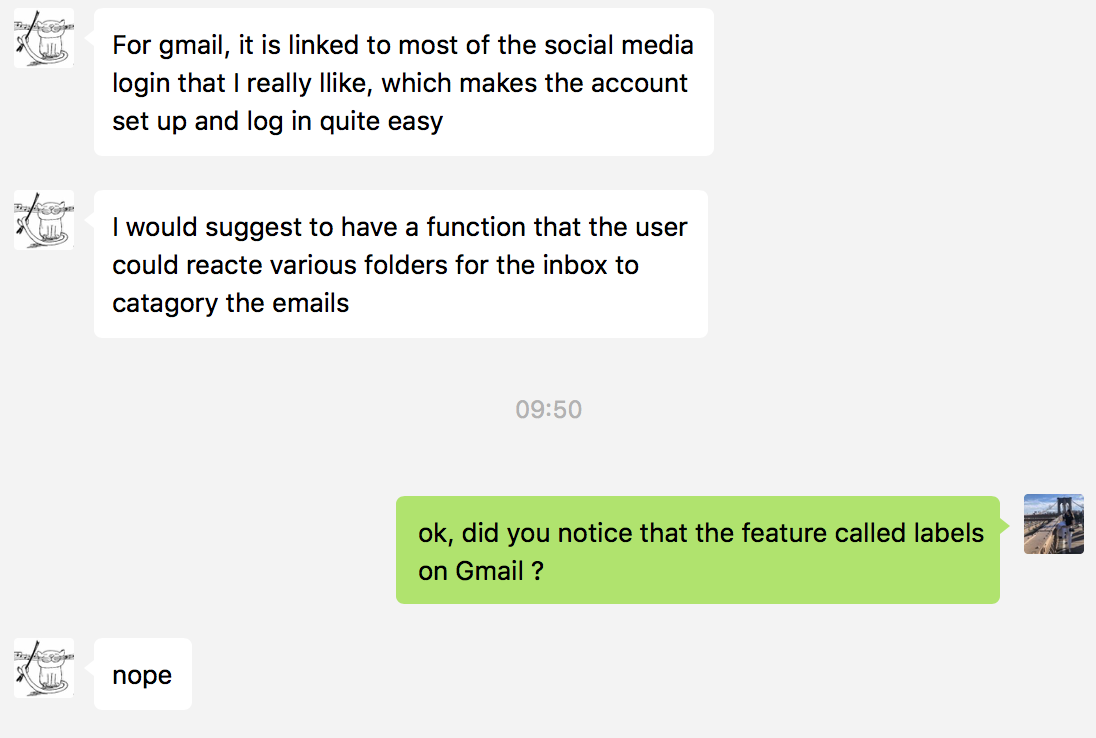 For gmail, it is linked to most of the social media
login that I really llike, which makes the account
set up and log in quite easy
I would suggest to have a function that the user
could reacte various folders for the inbox to
catagory the emails
09:50
ok, did you notice that the feature called labels
on Gmail ?
nope